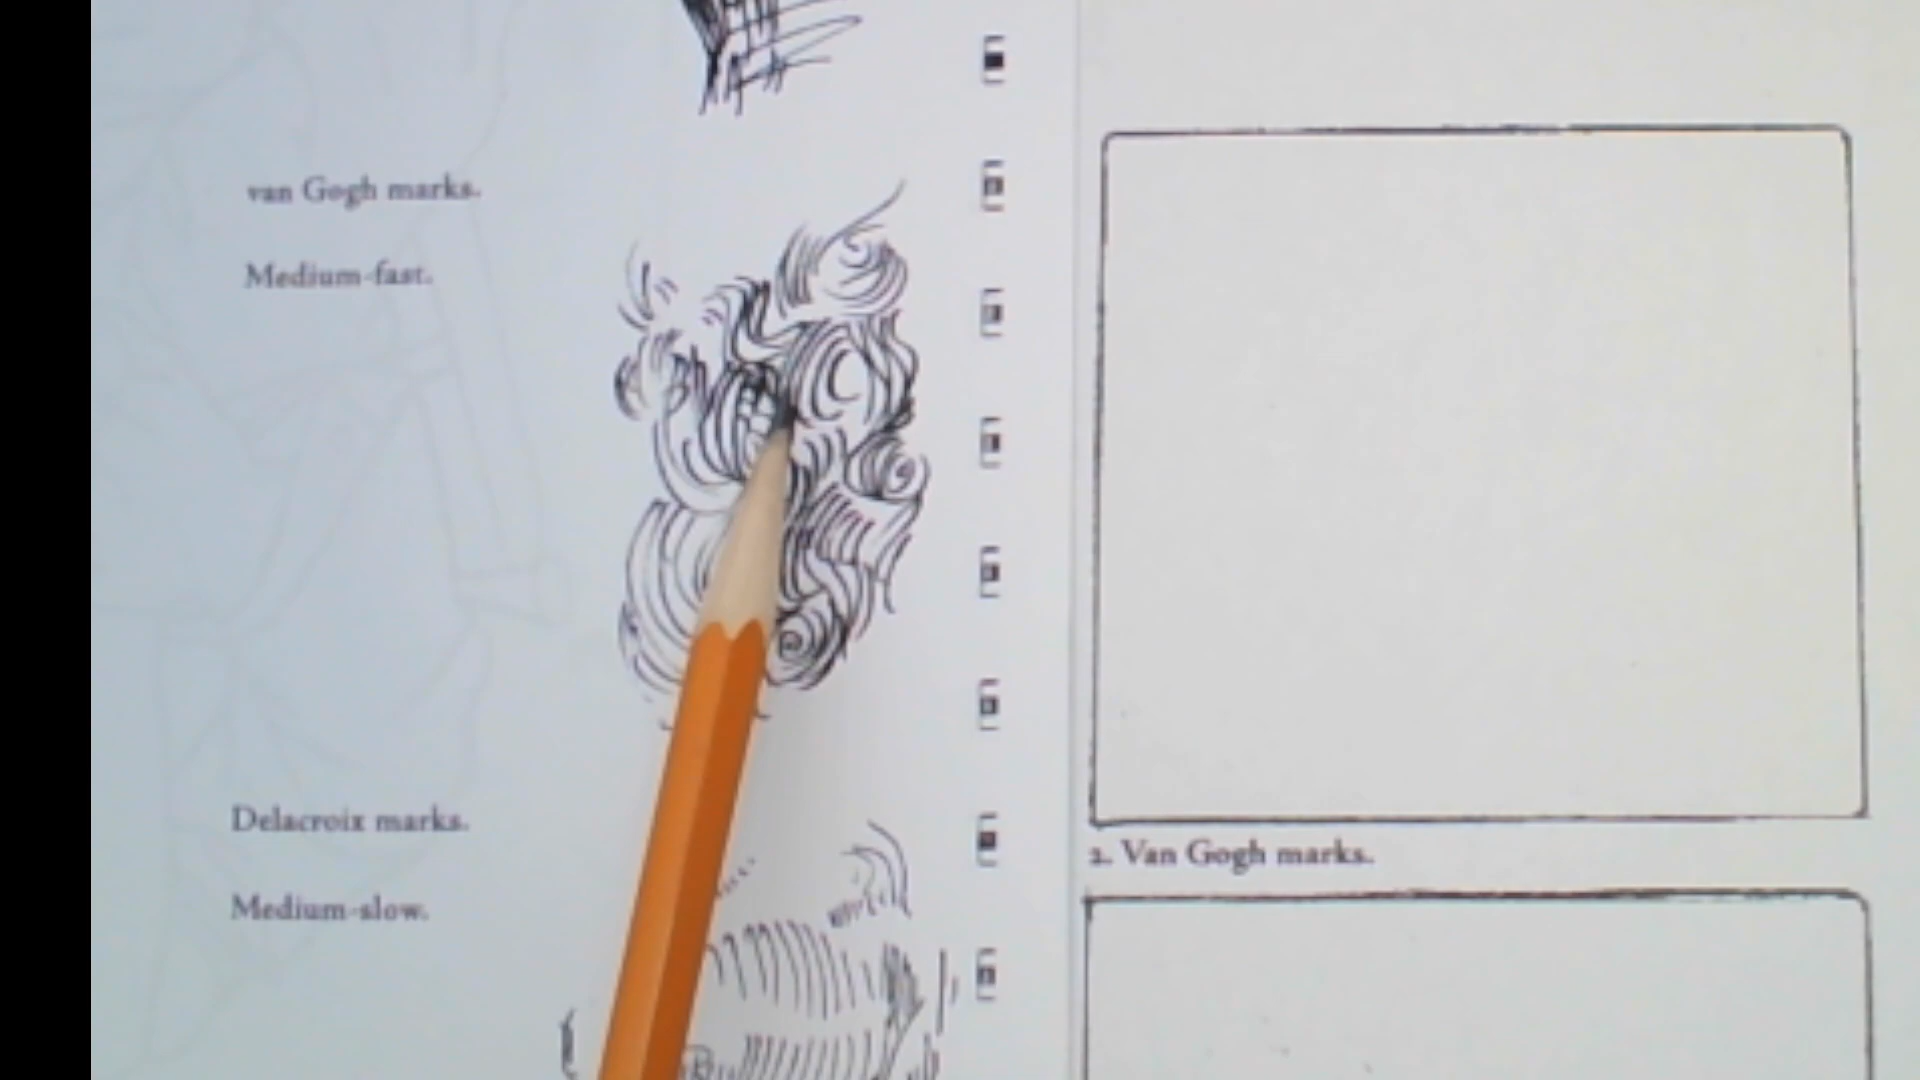 van Gogh marks.
Medium-fast.
Delacroix marks.
Medium-slow.
2. Van Gogh marks.